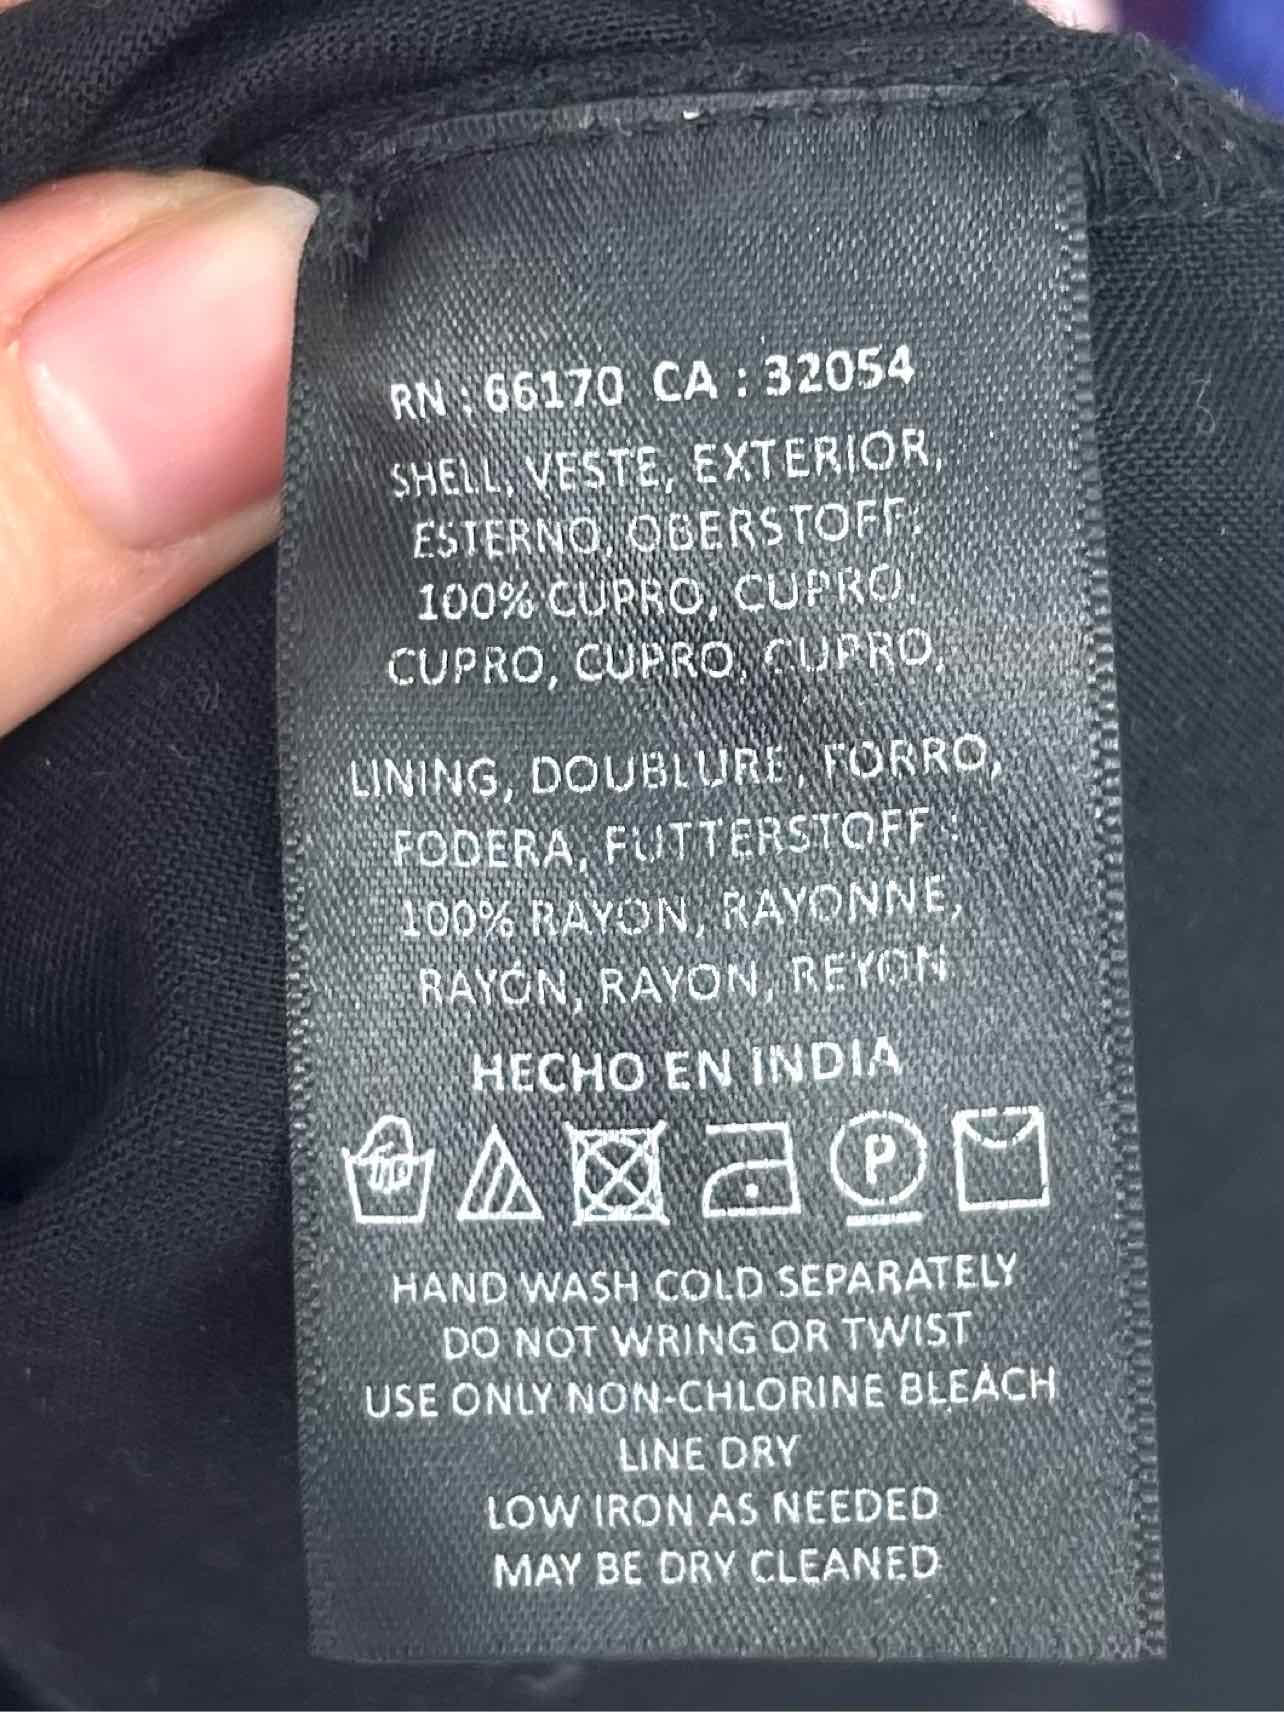 RN : 66170 CA : 32054
SHELL, VESTE, EXTERIOR,
ESTERNO, OBERSTOFF:
100% CUPRO, CUPRO,
CUPRO, CUPRO, CUPRO,
LINING, DOUBLURE, FORRO,
FODERA, FUTTERSTOFF :
100% RAYON, RAYONNE,
RAYÓN, RAYON, REYON
HECHO EN INDIA
P
HAND WASH COLD SEPARATELY
DO NOT WRING OR TWIST
USE ONLY NON-CHLORINE BLEACH
LINE DRY
LOW IRON AS NEEDED
MAY BE DRY CLEANED